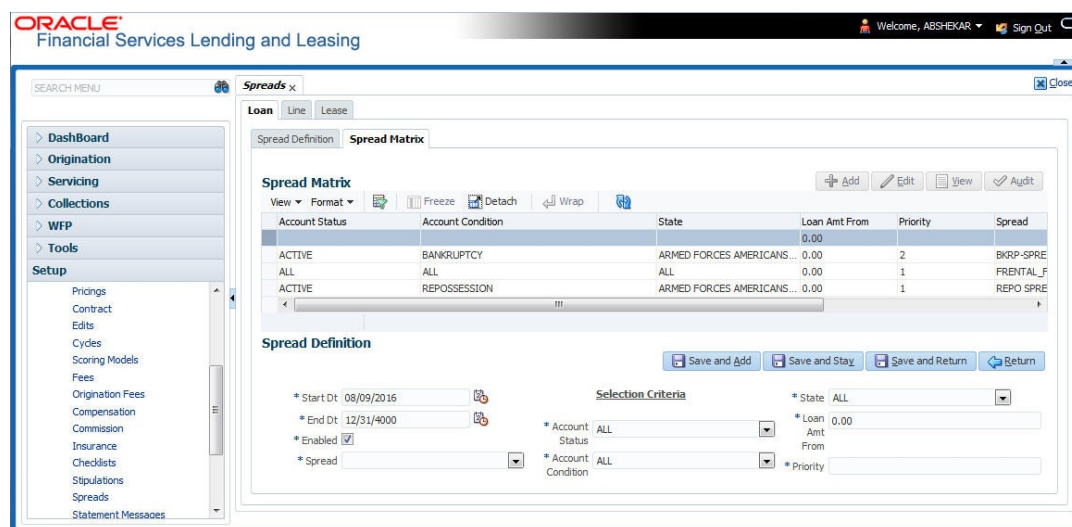 ORACLE
Welcome, ABSHEKAR
Sign Out
Financial Services Lending and Leasing
SEARCH MENU
Spreads x
Close
Loan Line Lease
DashBoard
Origination
Servicing
Collections
WFP
Tools
Setup
Pricings
Contract
Edits
Cycles
Scoring Models
Fees
Origination Fees
Compensation
Commission
Insurance
Checklists
Stipulations
Spreads
Statement Messages
Spread Definition Spread Matrix
Spread Matrix
Add Edit View Audit
View Format Freeze Detach Wrap
Account Status Account Condition State Loan Amt From Priority Spread
0.00
ACTIVE BANKRUPTCY ARMED FORCES AMERICANS... 0.00 2 BKRP-SPRE
ALL ALL ALL 0.00 1 FRENTAL_F
ACTIVE REPOSSESSION ARMED FORCES AMERICANS... 0.00 1 REPO SPRE
Spread Definition
Save and Add Save and Stay Save and Return Return
* Start Dt 08/09/2016
* End Dt 12/31/4000
* Enabled
* Spread
Selection Criteria
* Account Status ALL
* Account Condition ALL
* State ALL
* Loan Amt From 0.00
* Priority